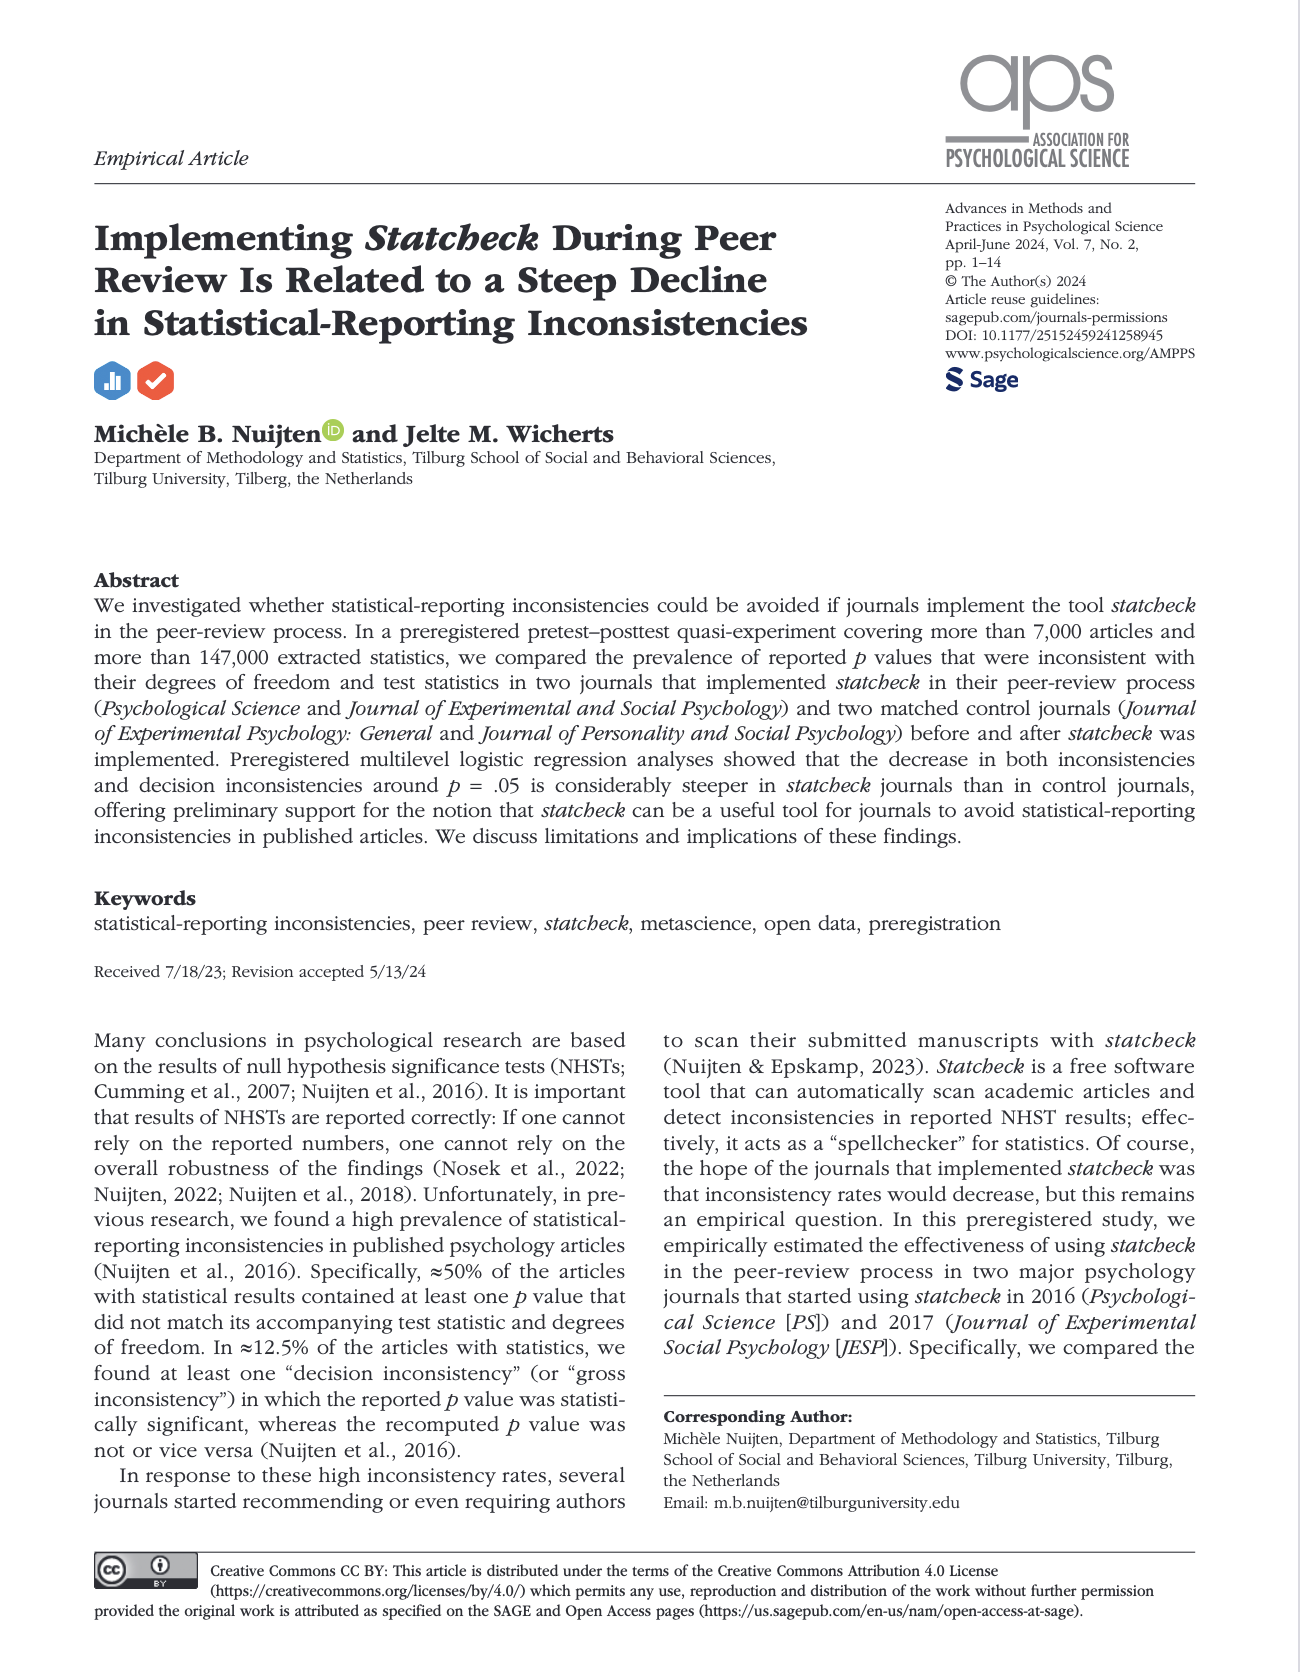 aps
ASSOCIATION FOR
PSYCHOLOGICAL SCIENCE
Empirical Article
Advances in Methods and
Practices in Psychological Science
April-June 2024, Vol. 7, No. 2,
pp. 1–14
© The Author(s) 2024
Article reuse guidelines:
sagepub.com/journals-permissions
DOI: 10.1177/25152459241258945
www.psychologicalscience.org/AMPPS
Sage
Implementing Statcheck During Peer
Review Is Related to a Steep Decline
in Statistical-Reporting Inconsistencies
Michèle B. Nuijten iD and Jelte M. Wicherts
Department of Methodology and Statistics, Tilburg School of Social and Behavioral Sciences,
Tilburg University, Tilberg, the Netherlands
Abstract
We investigated whether statistical-reporting inconsistencies could be avoided if journals implement the tool statcheck
in the peer-review process. In a preregistered pretest–posttest quasi-experiment covering more than 7,000 articles and
more than 147,000 extracted statistics, we compared the prevalence of reported p values that were inconsistent with
their degrees of freedom and test statistics in two journals that implemented statcheck in their peer-review process
(Psychological Science and Journal of Experimental and Social Psychology) and two matched control journals (Journal
of Experimental Psychology: General and Journal of Personality and Social Psychology) before and after statcheck was
implemented. Preregistered multilevel logistic regression analyses showed that the decrease in both inconsistencies
and decision inconsistencies around p = .05 is considerably steeper in statcheck journals than in control journals,
offering preliminary support for the notion that statcheck can be a useful tool for journals to avoid statistical-reporting
inconsistencies in published articles. We discuss limitations and implications of these findings.
Keywords
statistical-reporting inconsistencies, peer review, statcheck, metascience, open data, preregistration
Received 7/18/23; Revision accepted 5/13/24
Many conclusions in psychological research are based
on the results of null hypothesis significance tests (NHSTs;
Cumming et al., 2007; Nuijten et al., 2016). It is important
that results of NHSTs are reported correctly: If one cannot
rely on the reported numbers, one cannot rely on the
overall robustness of the findings (Nosek et al., 2022;
Nuijten, 2022; Nuijten et al., 2018). Unfortunately, in pre-
vious research, we found a high prevalence of statistical-
reporting inconsistencies in published psychology articles
(Nuijten et al., 2016). Specifically, ≈50% of the articles
with statistical results contained at least one p value that
did not match its accompanying test statistic and degrees
of freedom. In ≈12.5% of the articles with statistics, we
found at least one “decision inconsistency” (or “gross
inconsistency”) in which the reported p value was statisti-
cally significant, whereas the recomputed p value was
not or vice versa (Nuijten et al., 2016).
In response to these high inconsistency rates, several
journals started recommending or even requiring authors
to scan their submitted manuscripts with statcheck
(Nuijten & Epskamp, 2023). Statcheck is a free software
tool that can automatically scan academic articles and
detect inconsistencies in reported NHST results; effec-
tively, it acts as a “spellchecker” for statistics. Of course,
the hope of the journals that implemented statcheck was
that inconsistency rates would decrease, but this remains
an empirical question. In this preregistered study, we
empirically estimated the effectiveness of using statcheck
in the peer-review process in two major psychology
journals that started using statcheck in 2016 (Psychologi-
cal Science [PS]) and 2017 (Journal of Experimental
Social Psychology [JESP]). Specifically, we compared the
Corresponding Author:
Michèle Nuijten, Department of Methodology and Statistics, Tilburg
School of Social and Behavioral Sciences, Tilburg University, Tilburg,
the Netherlands
Email: m.b.nuijten@tilburguniversity.edu
cc BY
Creative Commons CC BY: This article is distributed under the terms of the Creative Commons Attribution 4.0 License
(https://creativecommons.org/licenses/by/4.0/) which permits any use, reproduction and distribution of the work without further permission
provided the original work is attributed as specified on the SAGE and Open Access pages (https://us.sagepub.com/en-us/nam/open-access-at-sage).